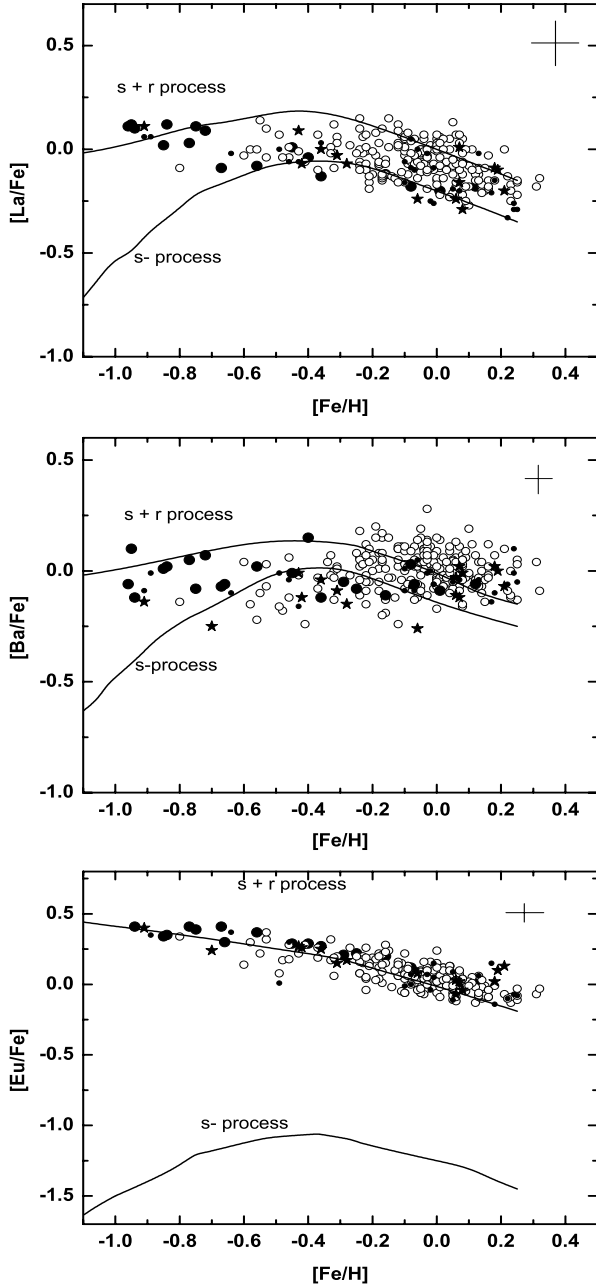 0.5
s + r process
0.0
[La/Fe]
-0.5
s- process
-1.0
-1.0 -0.8 -0.6 -0.4 -0.2 0.0 0.2 0.4
[Fe/H]
0.5
s + r process
0.0
[Ba/Fe]
-0.5
s-process
-1.0
-1.0 -0.8 -0.6 -0.4 -0.2 0.0 0.2 0.4
[Fe/H]
s + r process
0.5
0.0
[Eu/Fe]
-0.5
-1.0
s- process
-1.5
-1.0 -0.8 -0.6 -0.4 -0.2 0.0 0.2 0.4
[Fe/H]